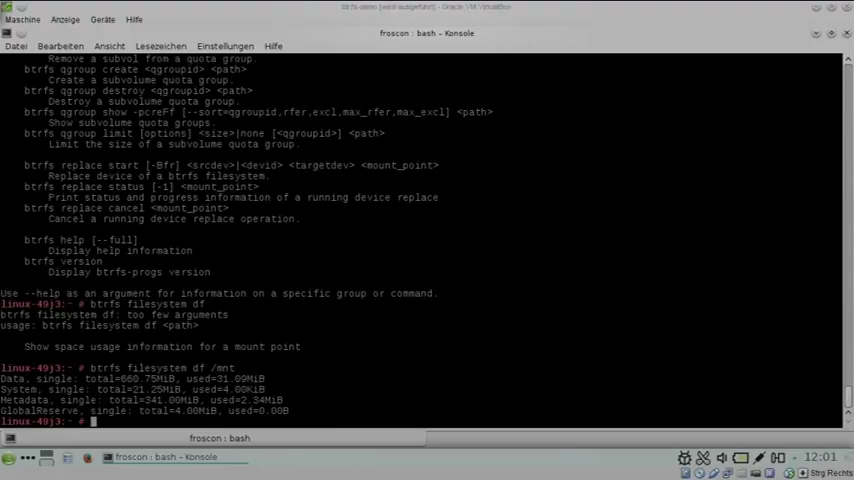 btrfs-demo [wird ausgeführt] - Oracle VM VirtualBox
Maschine Anzeige Geräte Hilfe
froscon : bash - Konsole
Datei Bearbeiten Ansicht Lesezeichen Einstellungen Hilfe
Remove a subvol from a quota group.
btrfs qgroup create <qgroupid> <path>
Create a subvolume quota group.
btrfs qgroup destroy <qgroupid> <path>
Destroy a subvolume quota group.
btrfs qgroup show -pcreFf [--sort=qgroupid,rfer,excl,max_rfer,max_excl] <path>
Show subvolume quota groups.
btrfs qgroup limit [options] <size>|none [<qgroupid>] <path>
Limit the size of a subvolume quota group.
btrfs replace start [-Bfr] <srcdev>|<devid> <targetdev> <mount_point>
Replace device of a btrfs filesystem.
btrfs replace status [-1] <mount_point>
Print status and progress information of a running device replace
btrfs replace cancel <mount_point>
Cancel a running device replace operation.
btrfs help [--full]
Display help information
btrfs version
Display btrfs-progs version
Use --help as an argument for information on a specific group or command.
linux-49j3:~ # btrfs filesystem df
btrfs filesystem df: too few arguments
usage: btrfs filesystem df <path>
Show space usage information for a mount point
linux-49j3:~ # btrfs filesystem df /mnt
Data, single: total=660.75MiB, used=31.09MiB
System, single: total=21.25MiB, used=4.00KiB
Metadata, single: total=341.00MiB, used=2.34MiB
GlobalReserve, single: total=4.00MiB, used=0.00B
linux-49j3:~ #
froscon : bash
froscon : bash - Konsole
12:01
Strg Rechts